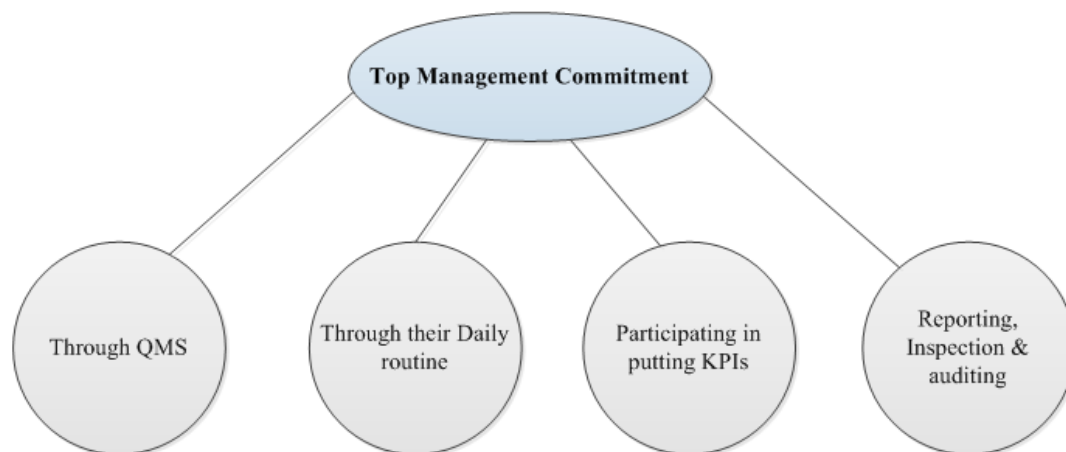 Top Management Commitment
Through QMS
Through their Daily
routine
Participating in
putting KPIs
Reporting,
Inspection &
auditing